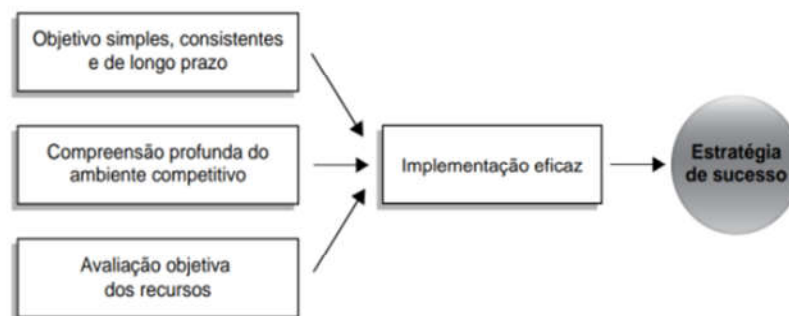 Objetivo simples, consistentes
e de longo prazo
Compreensão profunda do
ambiente competitivo
Avaliação objetiva
dos recursos
Implementação eficaz
Estratégia
de sucesso